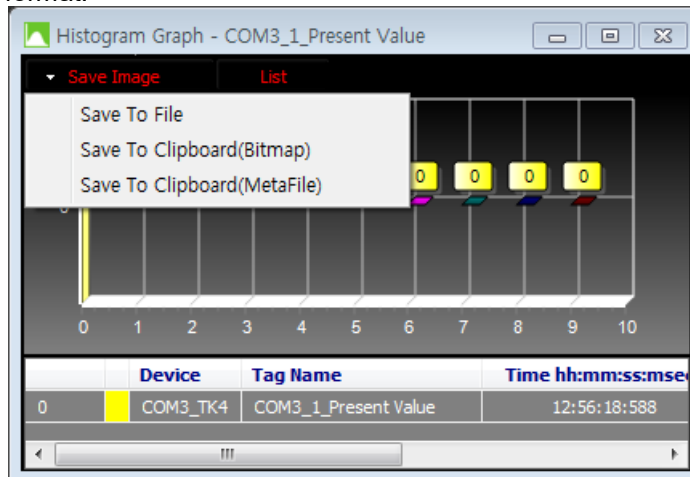 Histogram Graph - COM3_1_Present Value
Save Image List
Save To File
Save To Clipboard(Bitmap)
Save To Clipboard(MetaFile)
0 0 0 0
0 1 2 3 4 5 6 7 8 9 10
Device Tag Name Time hh:mm:ss:msec
0 COM3_TK4 COM3_1_Present Value 12:56:18:588